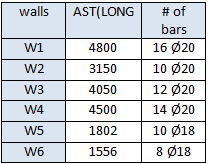 walls AST(LONG # of bars
W1 4800 16 Ø20
W2 3150 10 Ø20
W3 4050 12 Ø20
W4 4500 14 Ø20
W5 1802 10 Ø18
W6 1556 8 Ø18